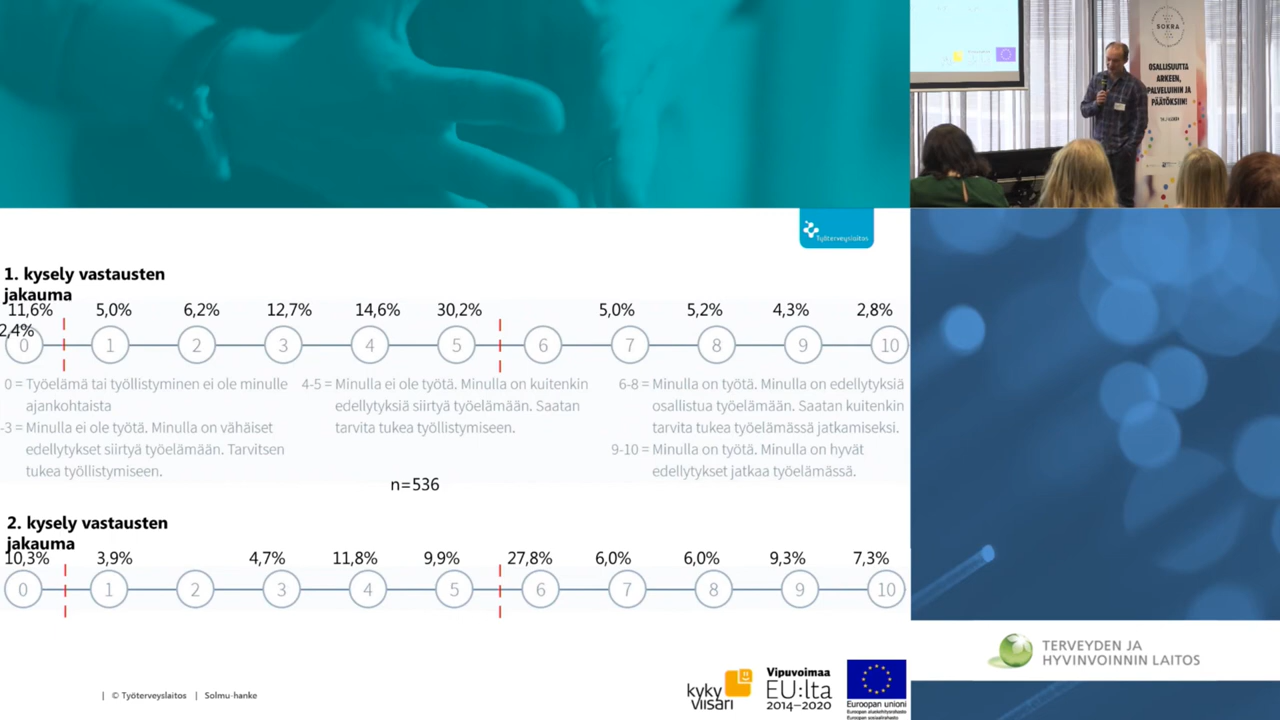 SOKRA
OSALLISUUTTA
ARKEEN,
PALVELUIHIN JA
PÄÄTÖKSIIN!
Työterveyslaitos
1. kysely vastausten
jakauma
11,6% 5,0% 6,2% 12,7% 14,6% 30,2% 5,0% 5,2% 4,3% 2,8%
2,4%
0 1 2 3 4 5 6 7 8 9 10
0 = Työelämä tai työllistyminen ei ole minulle
ajankohtaista
-3 = Minulla ei ole työtä. Minulla on vähäiset
edellytykset siirtyä työelämään. Tarvitsen
tukea työllistymiseen.
4-5 = Minulla ei ole työtä. Minulla on kuitenkin
edellytyksiä siirtyä työelämään. Saatan
tarvita tukea työllistymiseen.
6-8 = Minulla on työtä. Minulla on edellytyksiä
osallistua työelämään. Saatan kuitenkin
tarvita tukea työelämässä jatkamiseksi.
9-10 = Minulla on työtä. Minulla on hyvät
edellytykset jatkaa työelämässä.
n=536
2. kysely vastausten
jakauma
10,3% 3,9% 4,7% 11,8% 9,9% 27,8% 6,0% 6,0% 9,3% 7,3%
0 1 2 3 4 5 6 7 8 9 10
| © Työterveyslaitos | Solmu-hanke
kyky
viisari
Vipuvoimaa
EU:lta
2014–2020
Euroopan unioni
Euroopan aluekehitysrahasto
Euroopan sosiaalirahasto
TERVEYDEN JA
HYVINVOINNIN LAITOS